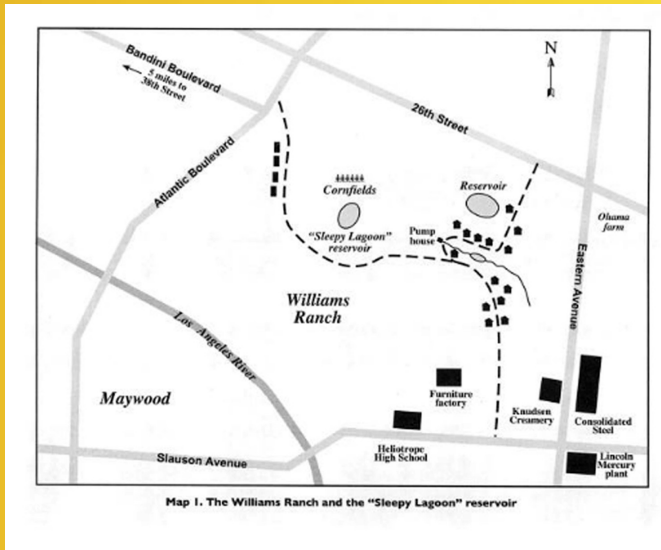 N
Bandini Boulevard
5 miles to
38th Street
26th Street
Atlantic Boulevard
Cornfields
Reservoir
"Sleepy Lagoon"
reservoir
Pump
house
Ohama
farm
Eastern Avenue
Williams
Ranch
Los Angeles River
Maywood
Furniture
factory
Knudsen
Creamery
Consolidated
Steel
Heliotrope
High School
Slauson Avenue
Lincoln
Mercury
plant
Map 1. The Williams Ranch and the "Sleepy Lagoon" reservoir